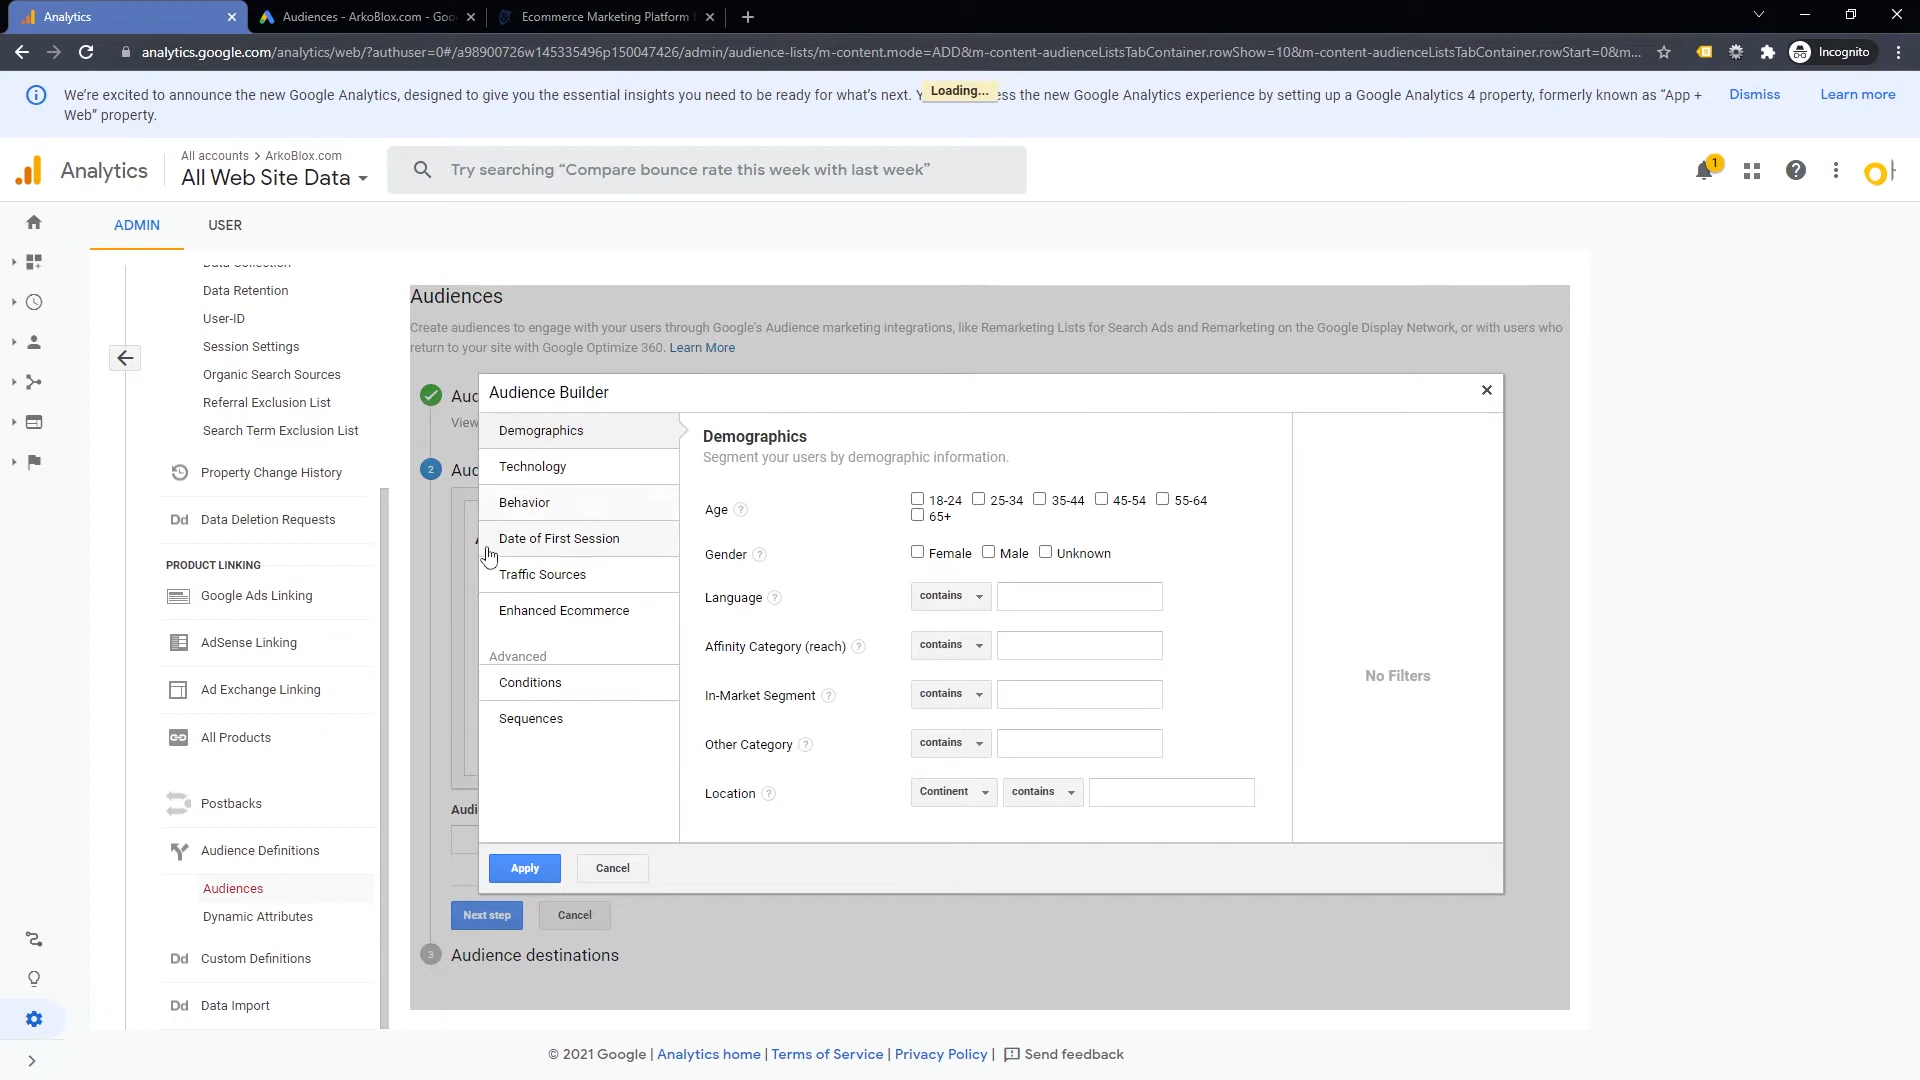 Analytics
Audiences - ArkoBlox.com - Goo
Ecommerce Marketing Platform
analytics.google.com/analytics/web/?authuser=0#/a98900726w145335496p150047426/admin/audience-lists/m-content.mode=ADD&m-content-audienceListsTabContainer.rowShow=10&m-content-audienceListsTabContainer.rowStart=0&m...
Incognito
We're excited to announce the new Google Analytics, designed to give you the essential insights you need to be ready for what's next. Y
Loading...
ess the new Google Analytics experience by setting up a Google Analytics 4 property, formerly known as "App +
Web" property.
Dismiss
Learn more
Analytics
All accounts > ArkoBlox.com
All Web Site Data
Try searching "Compare bounce rate this week with last week"
1
ADMIN
USER
Data Collection
Data Retention
User-ID
Session Settings
Organic Search Sources
Referral Exclusion List
Search Term Exclusion List
Property Change History
Dd Data Deletion Requests
PRODUCT LINKING
Google Ads Linking
AdSense Linking
Ad Exchange Linking
All Products
Postbacks
Audience Definitions
Audiences
Dynamic Attributes
Dd Custom Definitions
Dd Data Import
Audiences
Create audiences to engage with your users through Google's Audience marketing integrations, like Remarketing Lists for Search Ads and Remarketing on the Google Display Network, or with users who
return to your site with Google Optimize 360. Learn More
Aud
View
2 Aud
Audi
Audience Builder
Demographics
Technology
Behavior
Date of First Session
Traffic Sources
Enhanced Ecommerce
Advanced
Conditions
Sequences
Demographics
Segment your users by demographic information.
Age ? 18-24 25-34 35-44 45-54 55-64
65+
Gender ? Female Male Unknown
Language ? contains
Affinity Category (reach) ? contains
In-Market Segment ? contains
Other Category ? contains
Location ? Continent contains
No Filters
Apply
Cancel
Next step
Cancel
3 Audience destinations
© 2021 Google | Analytics home | Terms of Service | Privacy Policy | Send feedback